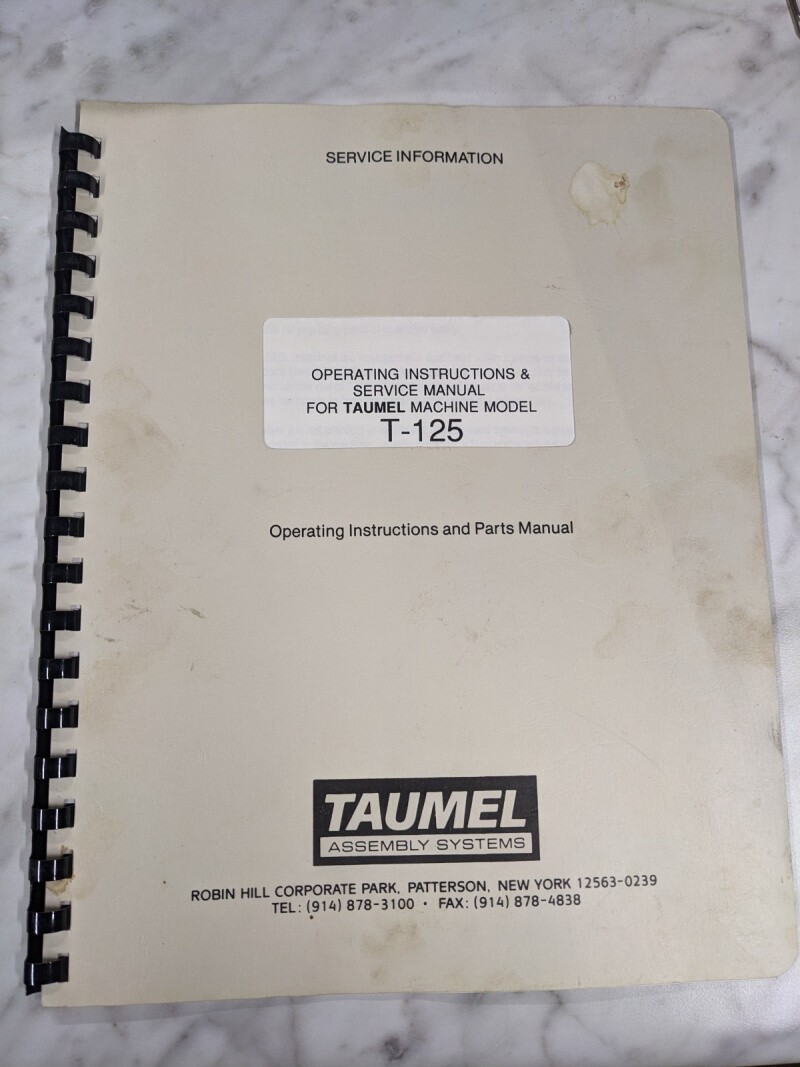 SERVICE INFORMATION
OPERATING INSTRUCTIONS &
SERVICE MANUAL
FOR TAUMEL MACHINE MODEL
T-125
Operating Instructions and Parts Manual
TAUMEL
ASSEMBLY SYSTEMS
ROBIN HILL CORPORATE PARK, PATTERSON, NEW YORK 12563-0239
TEL: (914) 878-3100 · FAX: (914) 878-4838